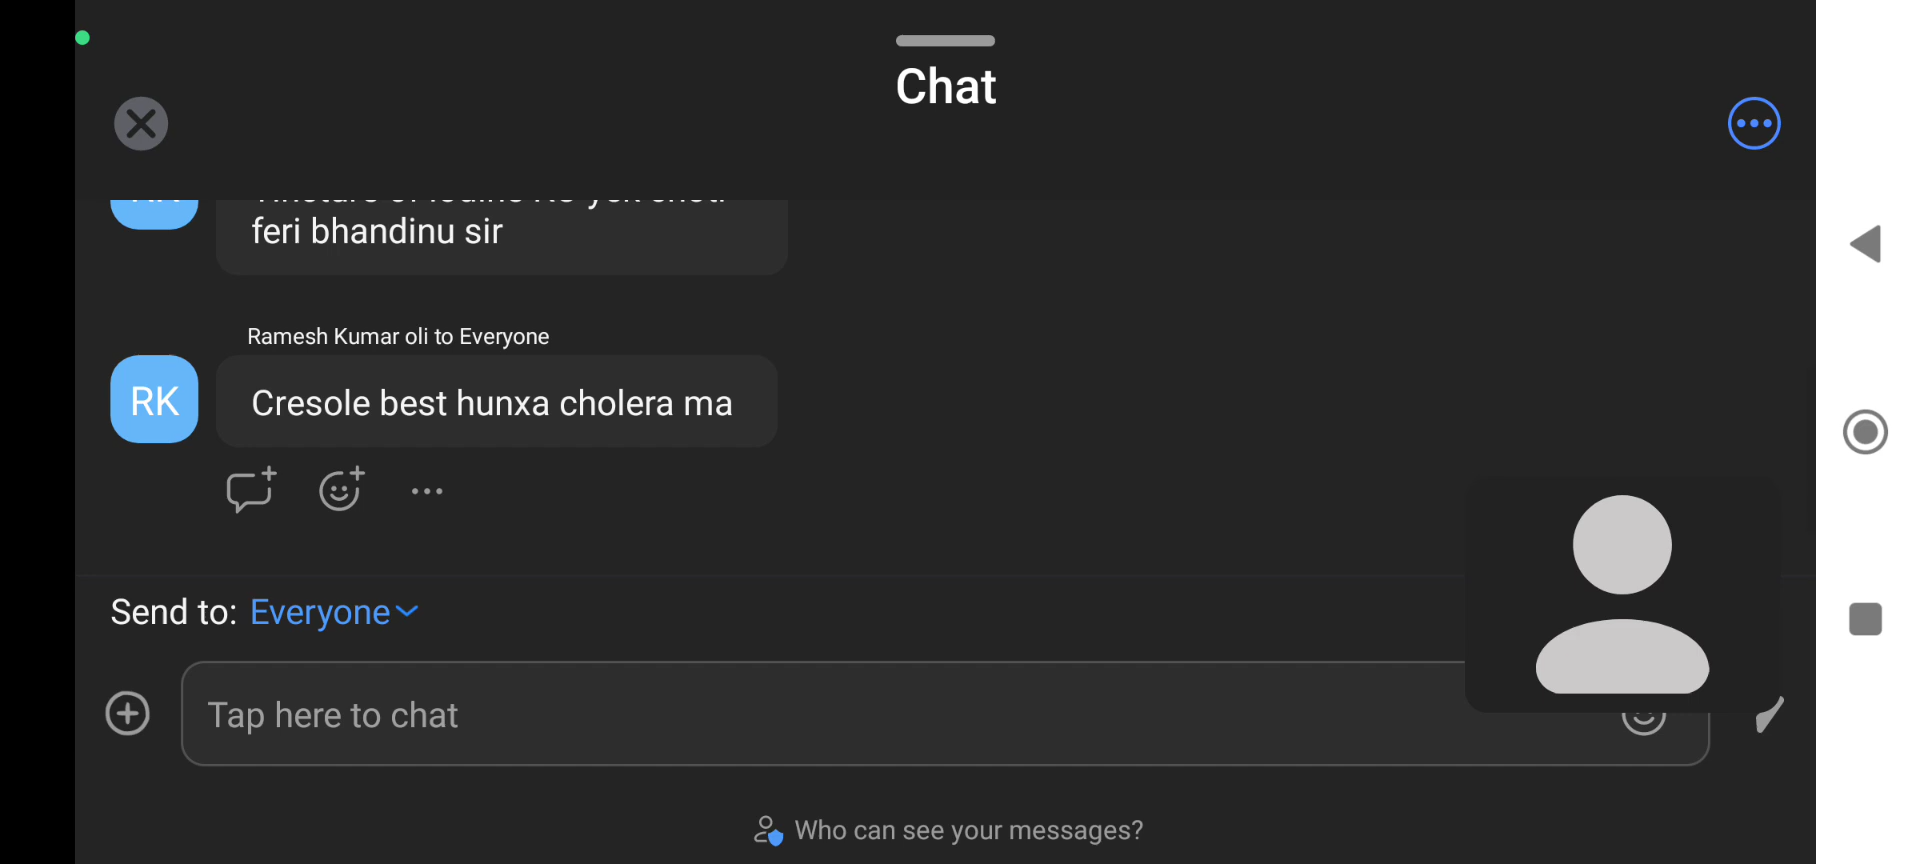 Chat
feri bhandinu sir
Ramesh Kumar oli to Everyone
RK
Cresole best hunxa cholera ma
Send to: Everyone
Tap here to chat
Who can see your messages?